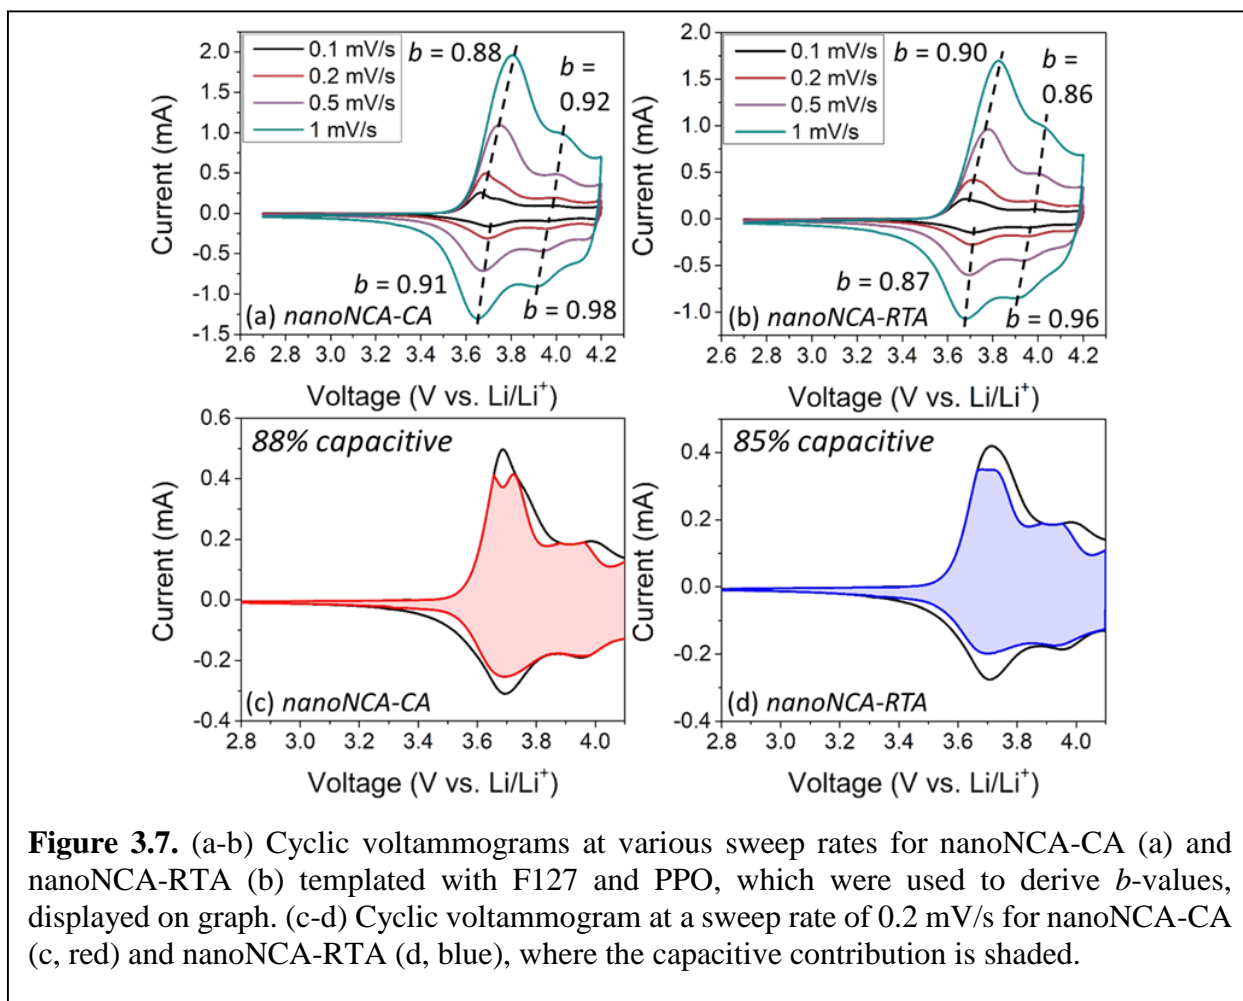 2.0
1.5
1.0
0.5
0.0
-0.5
-1.0
-1.5
Current (mA)
0.1 mV/s
0.2 mV/s
0.5 mV/s
1 mV/s
b = 0.88
b =
0.92
b = 0.91
b = 0.98
(a) nanoNCA-CA
2.6 2.8 3.0 3.2 3.4 3.6 3.8 4.0 4.2
Voltage (V vs. Li/Li⁺)
2.0
1.5
1.0
0.5
0.0
-0.5
-1.0
Current (mA)
0.1 mV/s
0.2 mV/s
0.5 mV/s
1 mV/s
b = 0.90
b =
0.86
b = 0.87
b = 0.96
(b) nanoNCA-RTA
2.6 2.8 3.0 3.2 3.4 3.6 3.8 4.0 4.2
Voltage (V vs. Li/Li⁺)
0.6
0.4
0.2
0.0
-0.2
-0.4
Current (mA)
88% capacitive
(c) nanoNCA-CA
2.8 3.0 3.2 3.4 3.6 3.8 4.0
Voltage (V vs. Li/Li⁺)
0.4
0.2
0.0
-0.2
-0.4
Current (mA)
85% capacitive
(d) nanoNCA-RTA
2.8 3.0 3.2 3.4 3.6 3.8 4.0
Voltage (V vs. Li/Li⁺)
Figure 3.7. (a-b) Cyclic voltammograms at various sweep rates for nanoNCA-CA (a) and
nanoNCA-RTA (b) templated with F127 and PPO, which were used to derive b-values,
displayed on graph. (c-d) Cyclic voltammogram at a sweep rate of 0.2 mV/s for nanoNCA-CA
(c, red) and nanoNCA-RTA (d, blue), where the capacitive contribution is shaded.